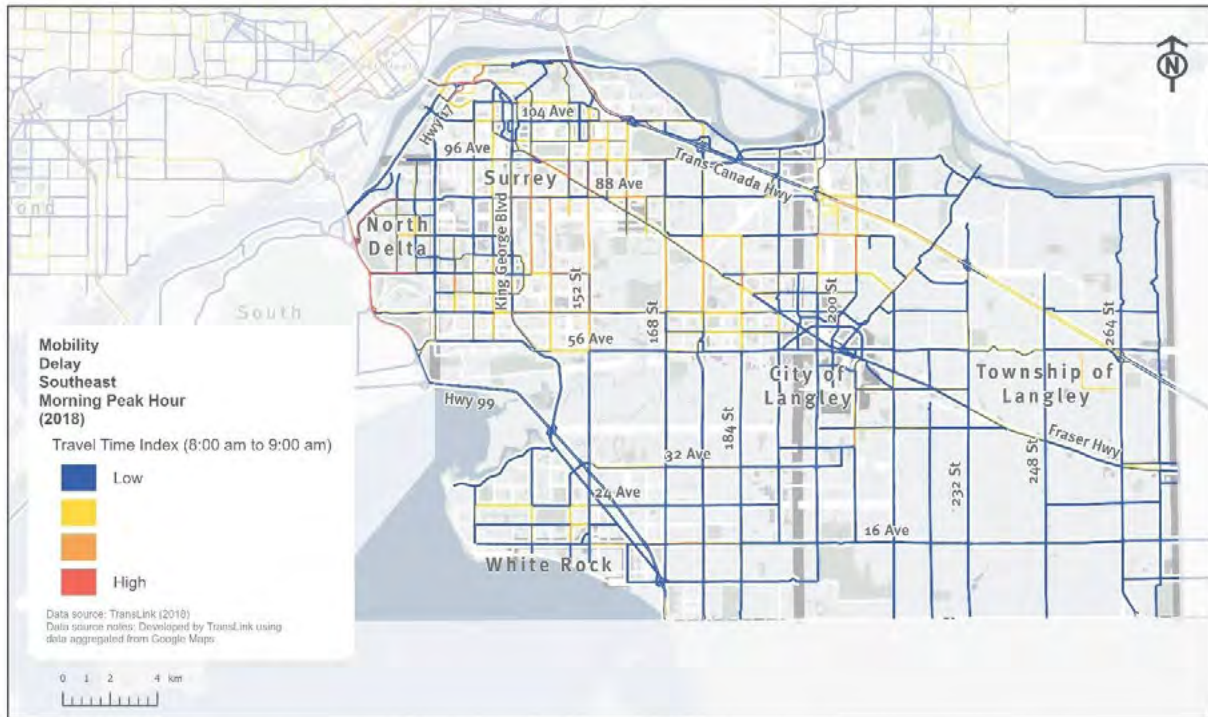 N
104 Ave
Hwy 17
96 Ave
Trans-Canada Hwy
Surrey
88 Ave
North
Delta
King George Blvd
152 St
168 St
200 St
264 St
South
56 Ave
City of
Langley
Township of
Langley
Hwy 99
184 St
32 Ave
Fraser Hwy
248 St
232 St
24 Ave
16 Ave
White Rock
Mobility
Delay
Southeast
Morning Peak Hour
(2018)
Travel Time Index (8:00 am to 9:00 am)
Low
High
Data source: TransLink (2018)
Data source notes: Developed by TransLink using
data aggregated from Google Maps
0 1 2 4 km